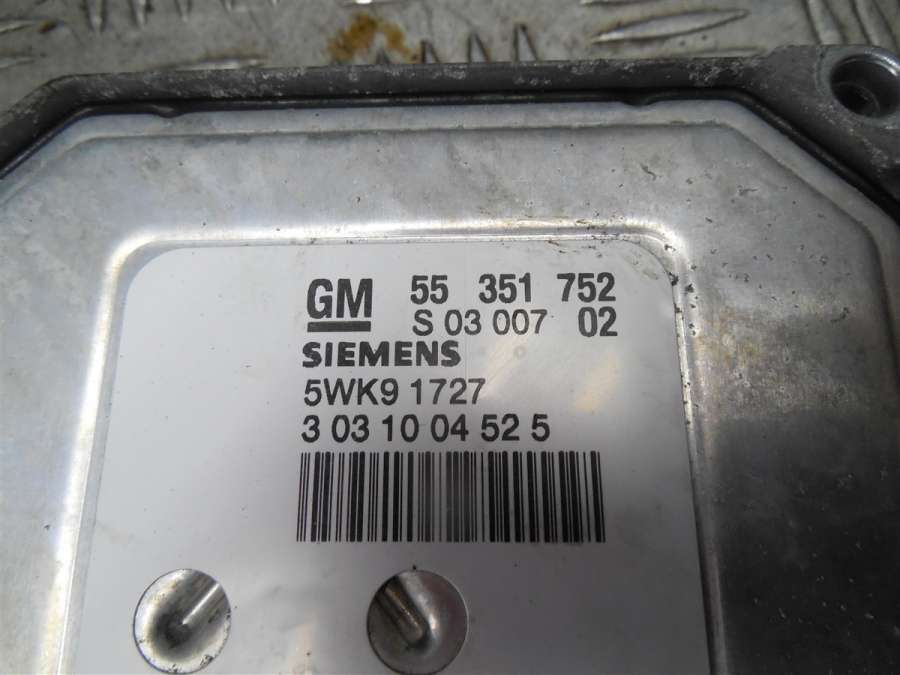 GM 55 351 752
S 03 007 02
SIEMENS
5WK9 1727
3 03 10 04 52 5